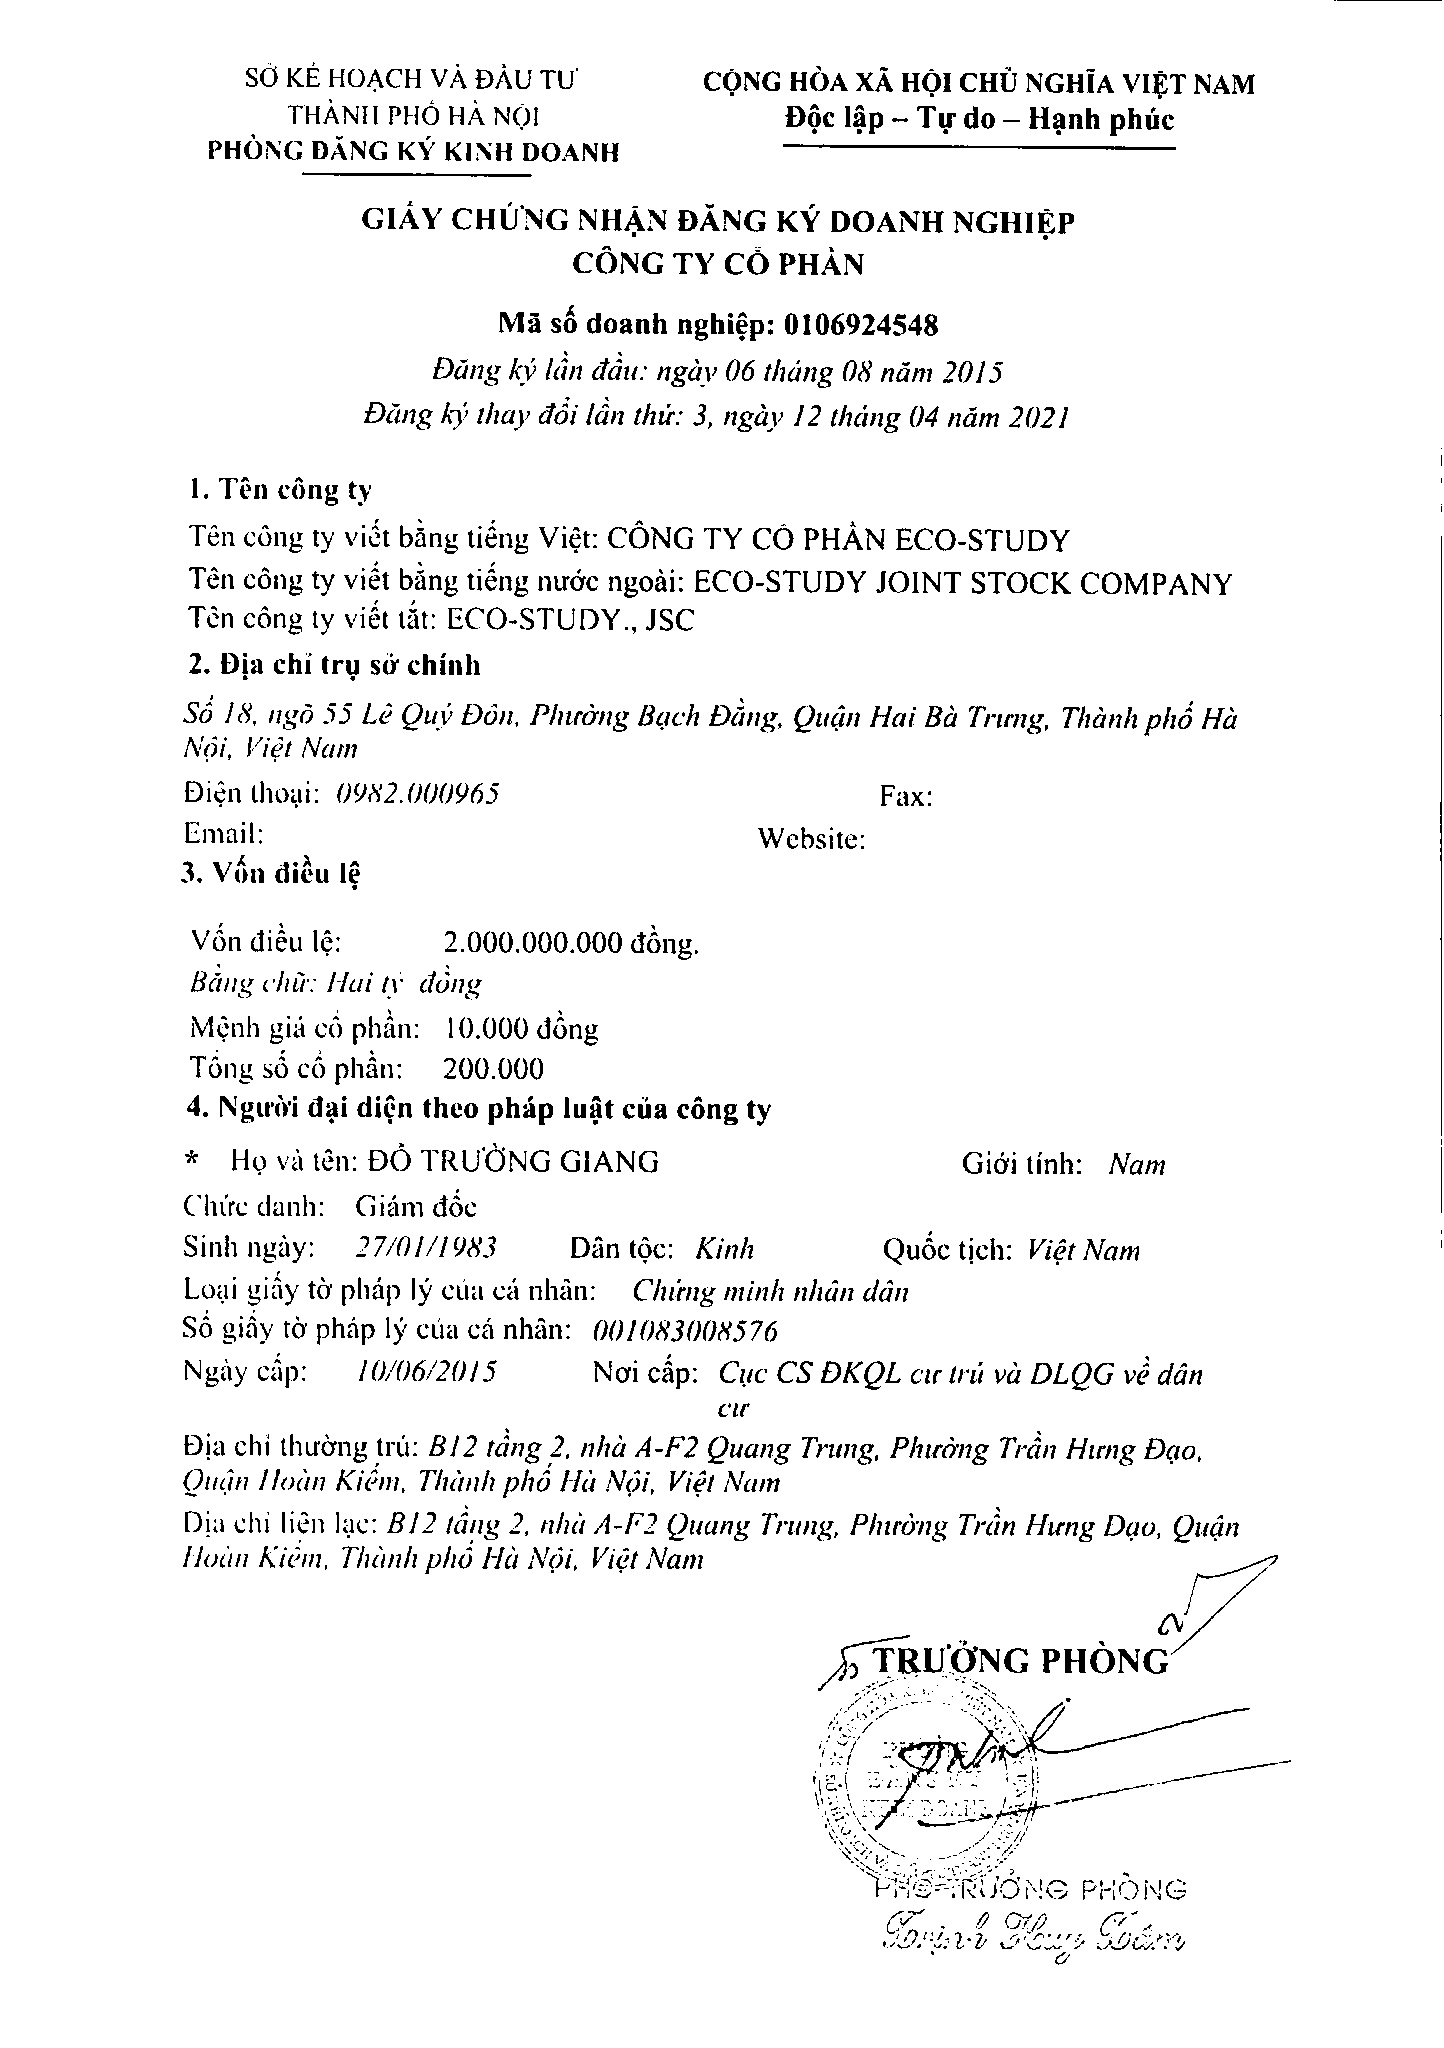 SỞ KẾ HOẠCH VÀ ĐẦU TƯ
THÀNH PHỐ HÀ NỘI
PHÒNG ĐĂNG KÝ KINH DOANH
CỘNG HÒA XÃ HỘI CHỦ NGHĨA VIỆT NAM
Độc lập – Tự do – Hạnh phúc
GIẤY CHỨNG NHẬN ĐĂNG KÝ DOANH NGHIỆP
CÔNG TY CỔ PHẦN
Mã số doanh nghiệp: 0106924548
Đăng ký lần đầu: ngày 06 tháng 08 năm 2015
Đăng ký thay đổi lần thứ: 3, ngày 12 tháng 04 năm 2021
1. Tên công ty
Tên công ty viết bằng tiếng Việt: CÔNG TY CỔ PHẦN ECO-STUDY
Tên công ty viết bằng tiếng nước ngoài: ECO-STUDY JOINT STOCK COMPANY
Tên công ty viết tắt: ECO-STUDY., JSC
2. Địa chỉ trụ sở chính
Số 18, ngõ 55 Lê Quý Đôn, Phường Bạch Đằng, Quận Hai Bà Trưng, Thành phố Hà
Nội, Việt Nam
Điện thoại: 0982.000965 Fax:
Email: Website:
3. Vốn điều lệ
Vốn điều lệ: 2.000.000.000 đồng.
Bằng chữ: Hai tỷ đồng
Mệnh giá cổ phần: 10.000 đồng
Tổng số cổ phần: 200.000
4. Người đại diện theo pháp luật của công ty
* Họ và tên: ĐỖ TRƯỜNG GIANG Giới tính: Nam
Chức danh: Giám đốc
Sinh ngày: 27/01/1983 Dân tộc: Kinh Quốc tịch: Việt Nam
Loại giấy tờ pháp lý của cá nhân: Chứng minh nhân dân
Số giấy tờ pháp lý của cá nhân: 001083008576
Ngày cấp: 10/06/2015 Nơi cấp: Cục CS ĐKQL cư trú và DLQG về dân
cư
Địa chỉ thường trú: B12 tầng 2, nhà A-F2 Quang Trung, Phường Trần Hưng Đạo,
Quận Hoàn Kiếm, Thành phố Hà Nội, Việt Nam
Địa chỉ liên lạc: B12 tầng 2, nhà A-F2 Quang Trung, Phường Trần Hưng Đạo, Quận
Hoàn Kiếm, Thành phố Hà Nội, Việt Nam
TRƯỞNG PHÒNG
PHÒNG
ĐĂNG KÝ
KINH DOANH
PHÓ TRƯỞNG PHÒNG
Trịnh Huy Tâm